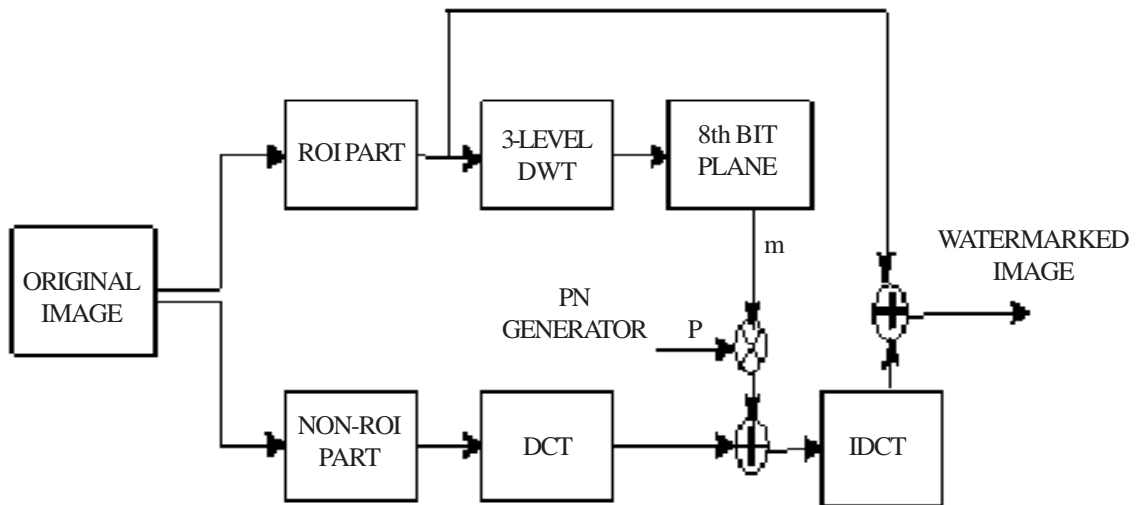 ROI PART
3-LEVEL
DWT
8th BIT
PLANE
m
WATERMARKED
IMAGE
ORIGINAL
IMAGE
PN
GENERATOR
P
NON-ROI
PART
DCT
IDCT